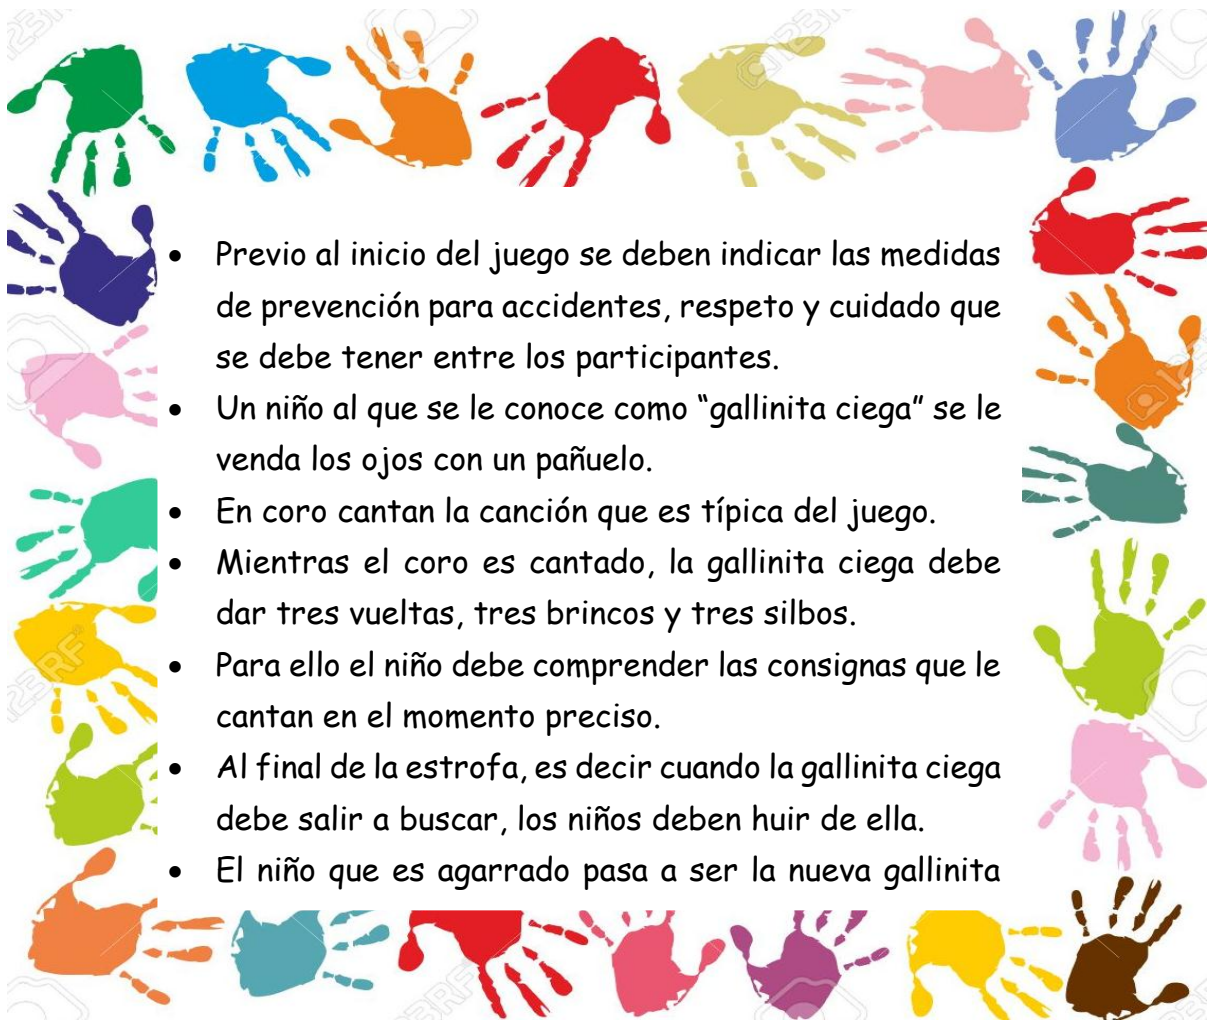 • Previo al inicio del juego se deben indicar las medidas
de prevención para accidentes, respeto y cuidado que
se debe tener entre los participantes.
• Un niño al que se le conoce como “gallinita ciega” se le
venda los ojos con un pañuelo.
• En coro cantan la canción que es típica del juego.
• Mientras el coro es cantado, la gallinita ciega debe
dar tres vueltas, tres brincos y tres silbos.
• Para ello el niño debe comprender las consignas que le
cantan en el momento preciso.
• Al final de la estrofa, es decir cuando la gallinita ciega
debe salir a buscar, los niños deben huir de ella.
• El niño que es agarrado pasa a ser la nueva gallinita